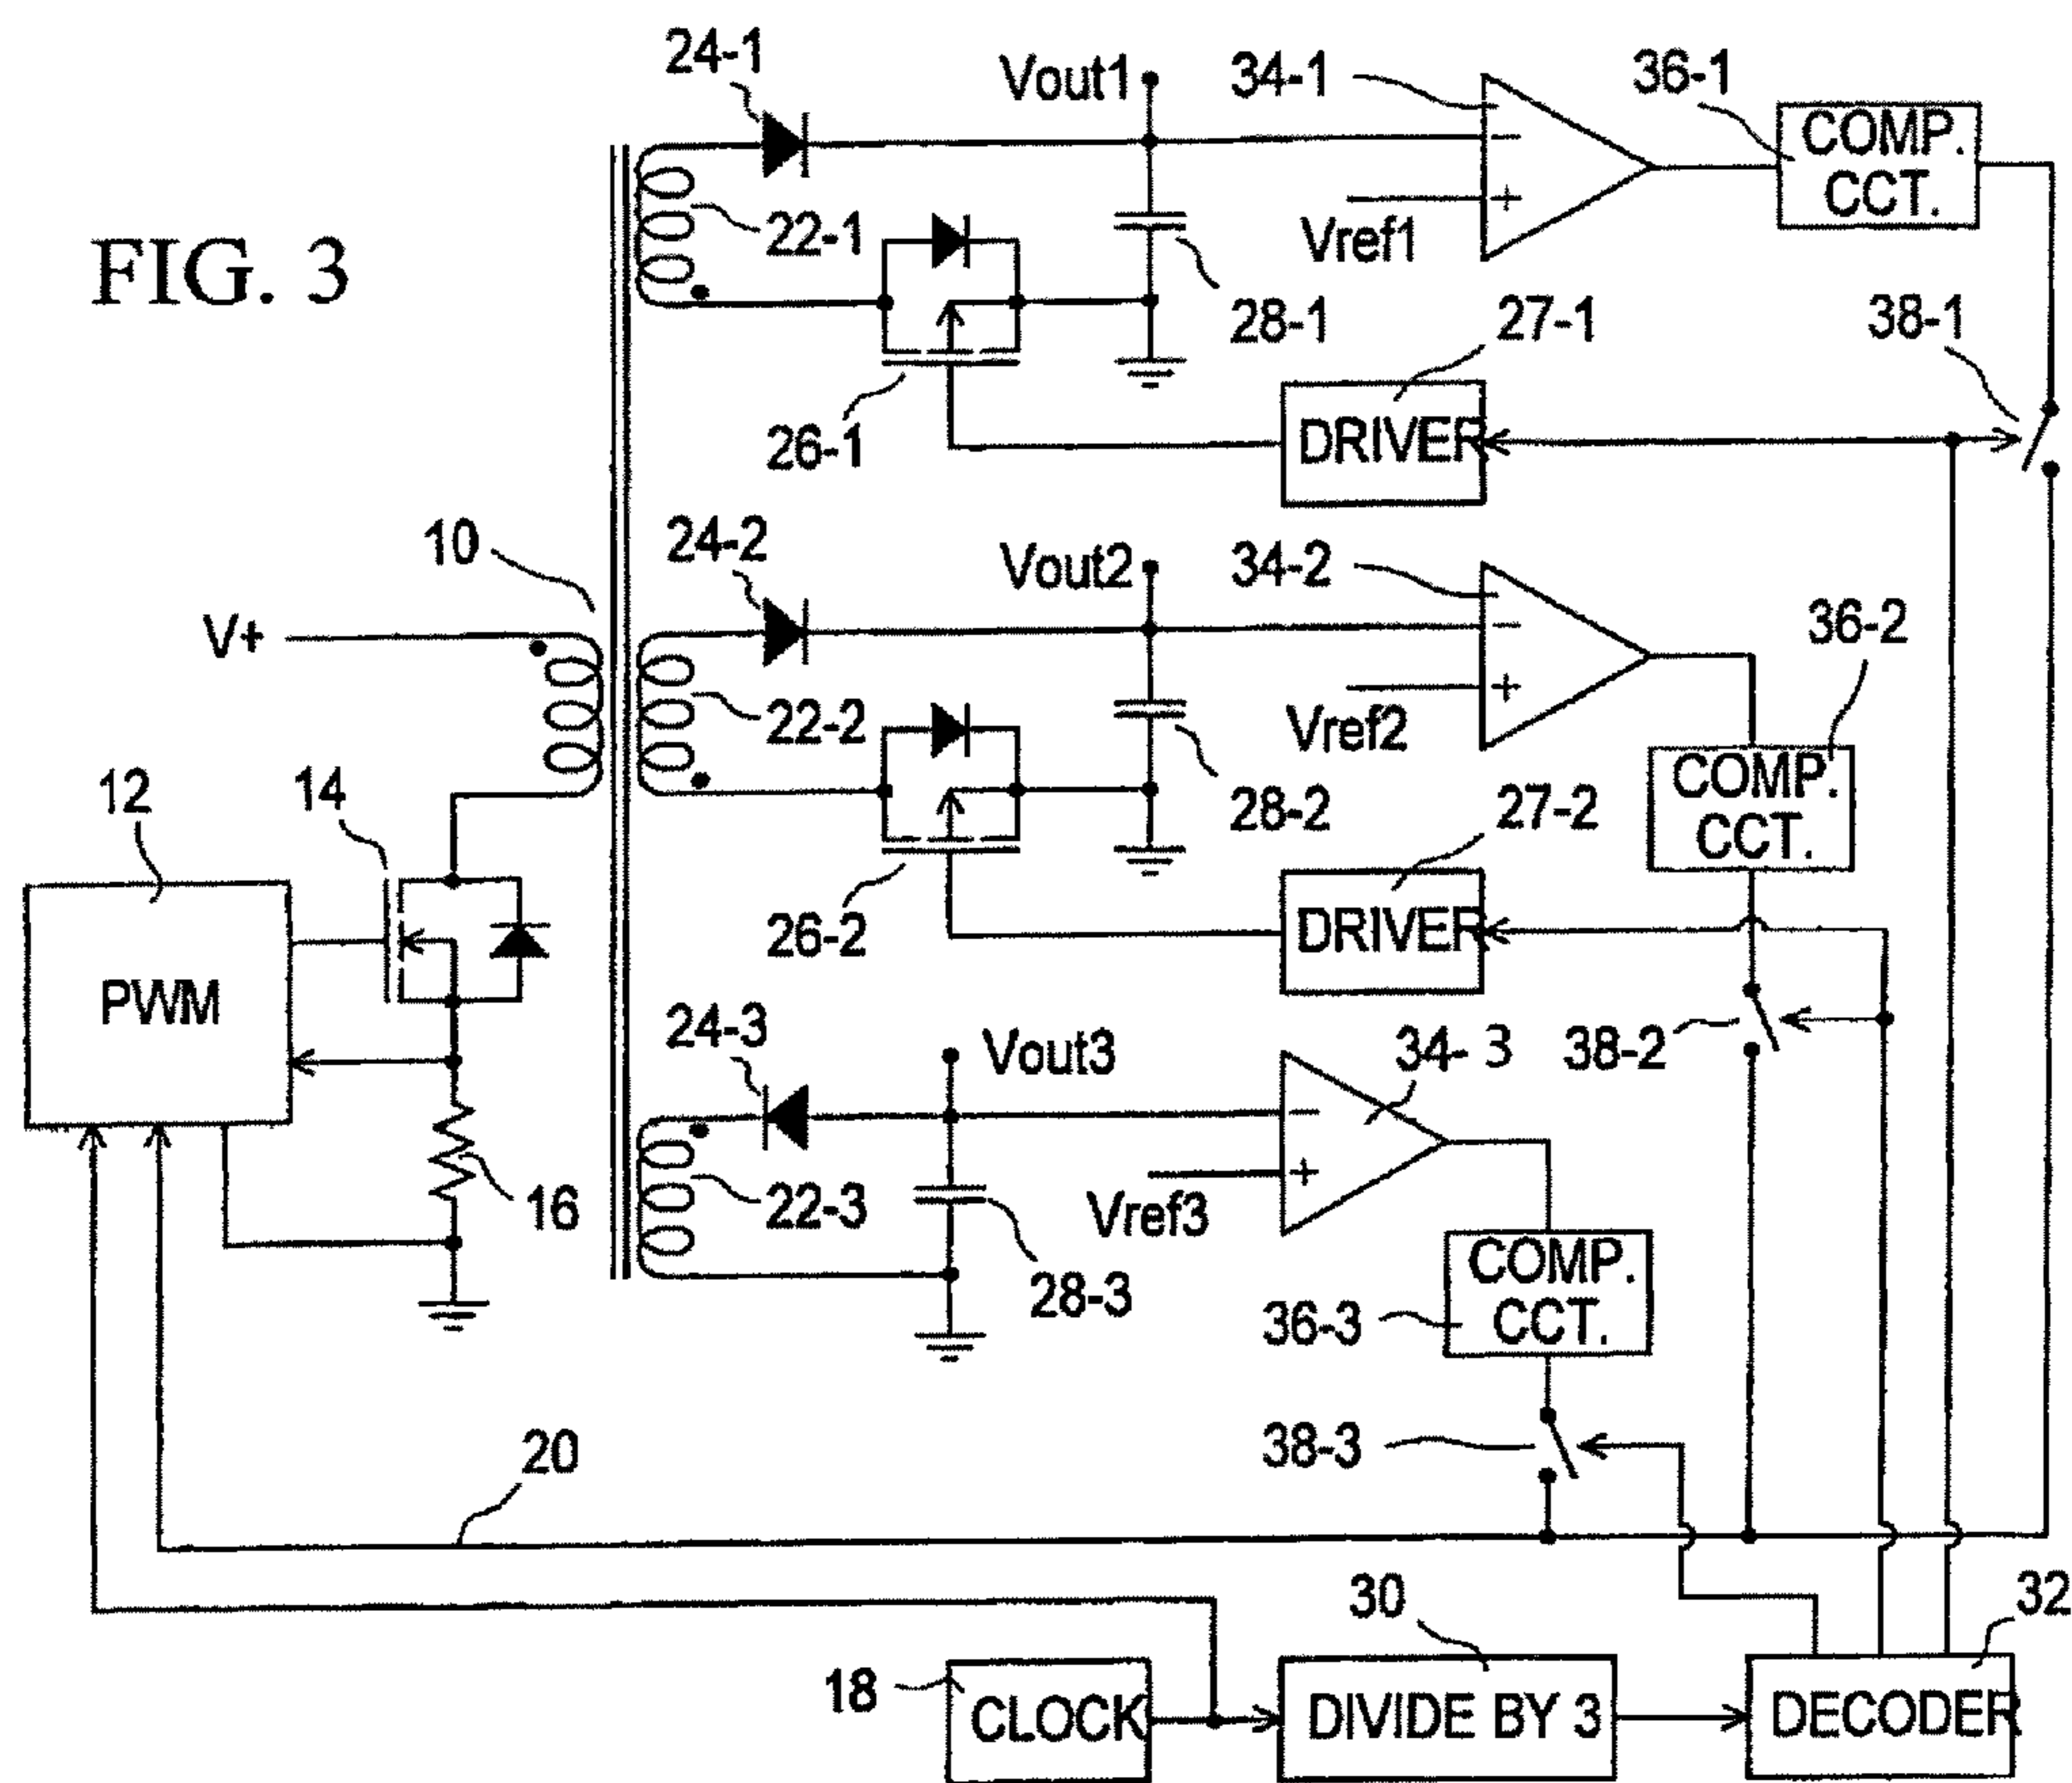 FIG. 3
24-1
Vout1
34-1
36-1
COMP.
CCT.
22-1
Vref1
28-1
27-1
38-1
DRIVER
26-1
10
24-2
Vout2
34-2
36-2
V+
22-2
Vref2
COMP.
CCT.
12
14
28-2
27-2
26-2
DRIVER
PWM
24-3
Vout3
34-3
38-2
16
22-3
Vref3
28-3
COMP.
CCT.
36-3
20
38-3
30
32
18
CLOCK
DIVIDE BY 3
DECODER